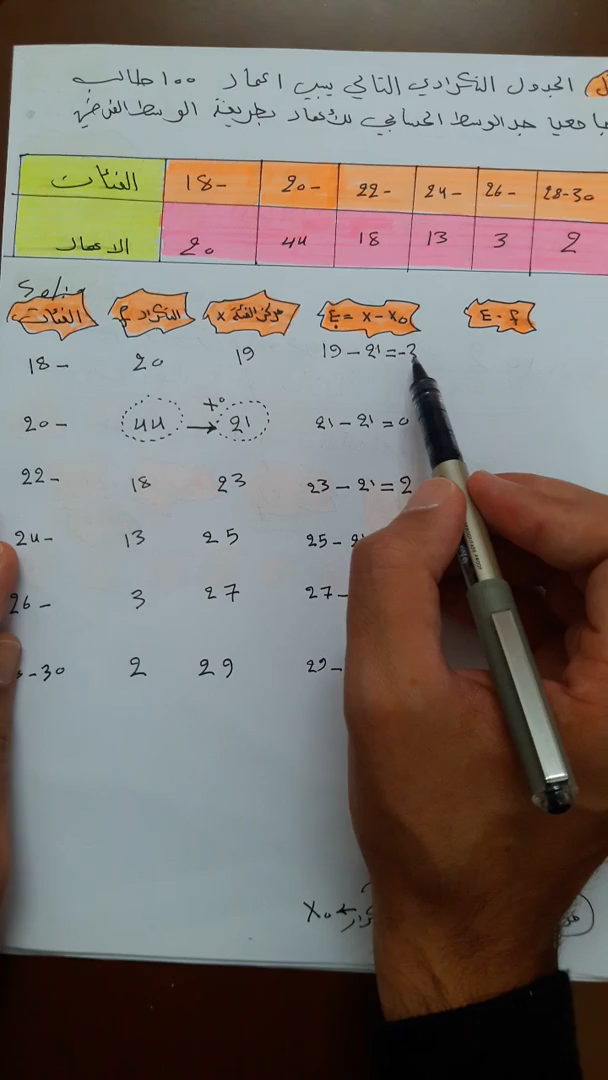 الجدول التكراري التالي يبين اعمار ١٠٠ طالب
جد الوسط الحسابي للأعمار بطريقة الوسط الفرضي
الفئات 18- 20- 22- 24- 26- 28-30
الاعمار 20 44 18 13 3 2
الفئات التكرار f مركز الفئة x E = x - x₀ E . f
18- 20 19 19 - 21 = -2
20- 44 → x₀ 21 21 - 21 = 0
22- 18 23 23 - 21 = 2
24- 13 25 25 -
26- 3 27 27 -
-30 2 29 29 -
x₀ ←